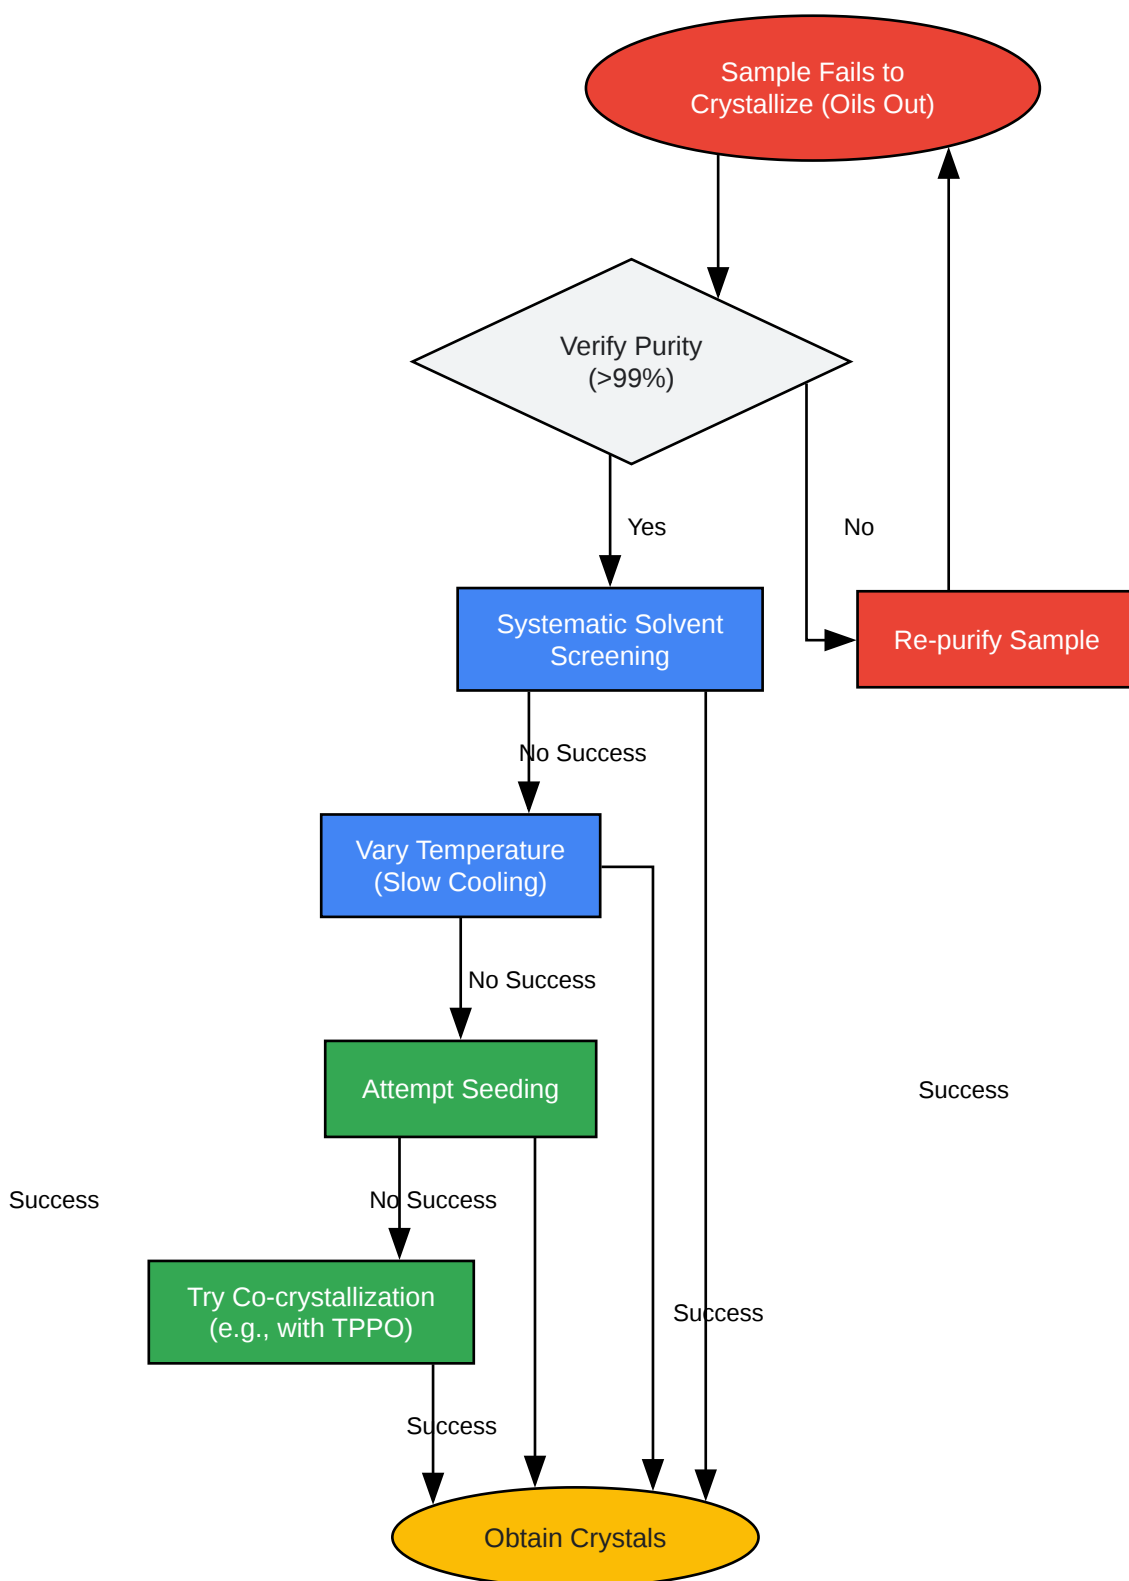 Sample Fails to
Crystallize (Oils Out)
Verify Purity
(>99%)
Yes
No
Systematic Solvent
Screening
Re-purify Sample
No Success
Vary Temperature
(Slow Cooling)
No Success
Attempt Seeding
Success
Success
No Success
Try Co-crystallization
(e.g., with TPPO)
Success
Success
Obtain Crystals